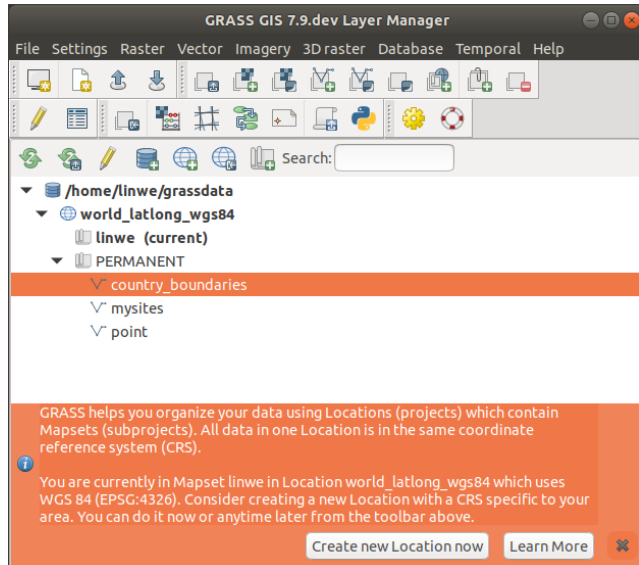 GRASS GIS 7.9.dev Layer Manager
File Settings Raster Vector Imagery 3D raster Database Temporal Help
Search:
/home/linwe/grassdata
world_latlong_wgs84
linwe (current)
PERMANENT
country_boundaries
mysites
point
GRASS helps you organize your data using Locations (projects) which contain
Mapsets (subprojects). All data in one Location is in the same coordinate
reference system (CRS).
You are currently in Mapset linwe in Location world_latlong_wgs84 which uses
WGS 84 (EPSG:4326). Consider creating a new Location with a CRS specific to your
area. You can do it now or anytime later from the toolbar above.
Create new Location now Learn More